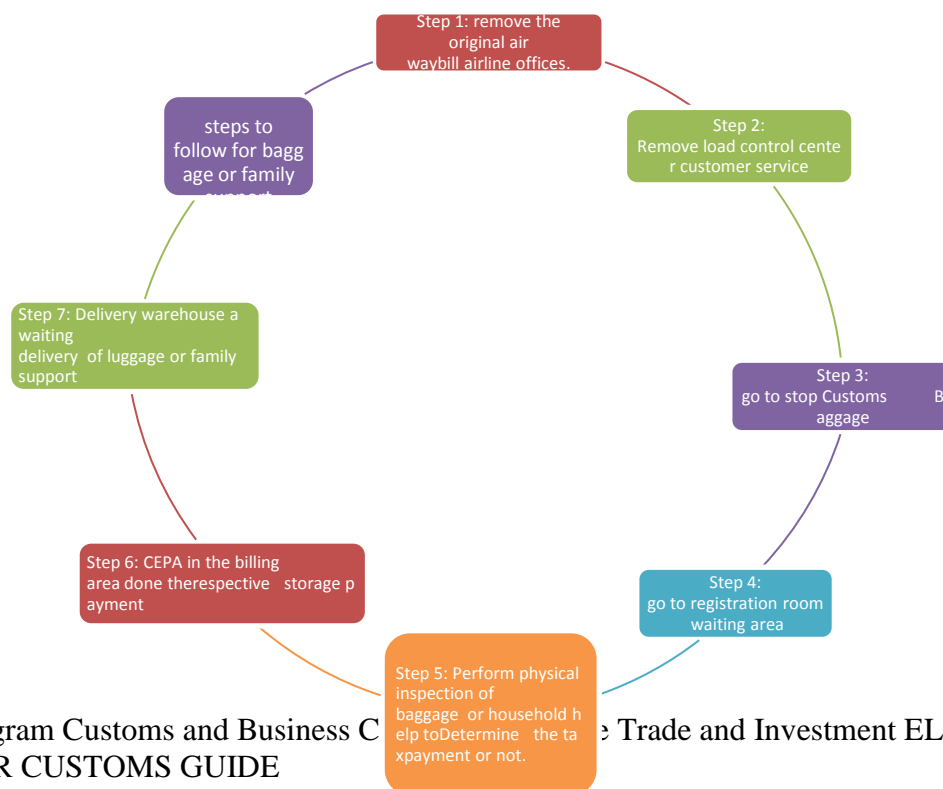 Step 1: remove the
original air
waybill airline offices.
steps to
follow for bagg
age or family
support
Step 2:
Remove load control cente
r customer service
Step 7: Delivery warehouse a
waiting
delivery of luggage or family
support
Step 3:
go to stop Customs B
aggage
Step 6: CEPA in the billing
area done therespective storage p
ayment
Step 4:
go to registration room
waiting area
Step 5: Perform physical
inspection of
baggage or household h
elp toDetermine the ta
xpayment or not.
gram Customs and Business C
e Trade and Investment EL
R CUSTOMS GUIDE